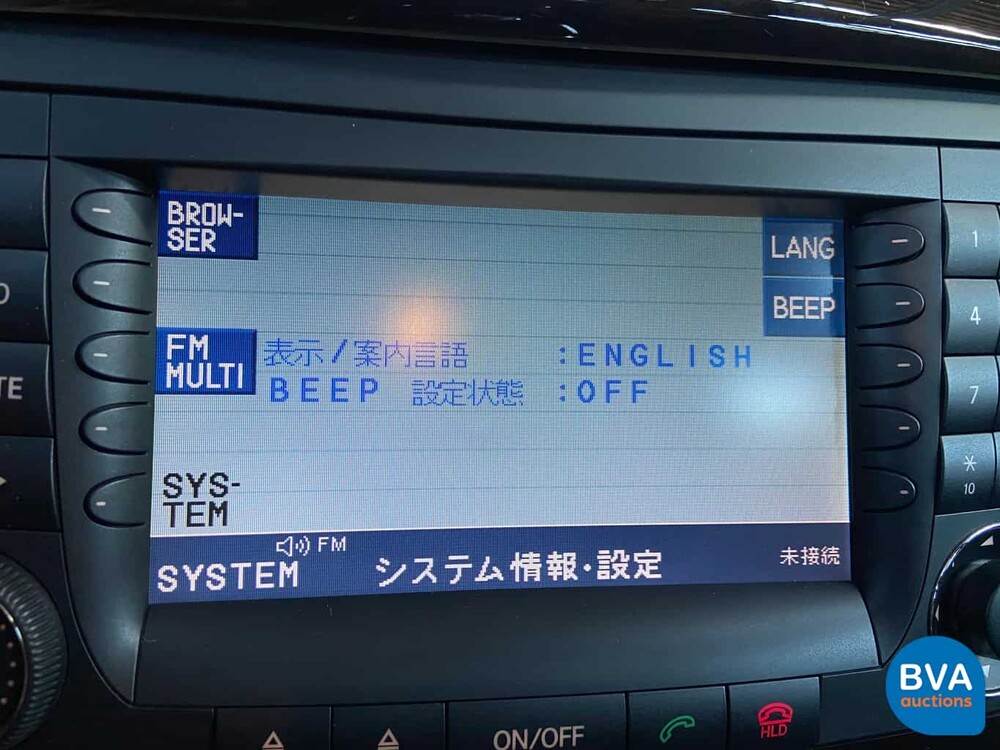 BROW-
SER
LANG
BEEP
FM
MULTI
表示/案内言語 :ENGLISH
BEEP 設定状態 :OFF
SYS-
TEM
FM
SYSTEM システム情報・設定 未接続
1
4
7
*
10
ON/OFF
HLD
BVA
auctions